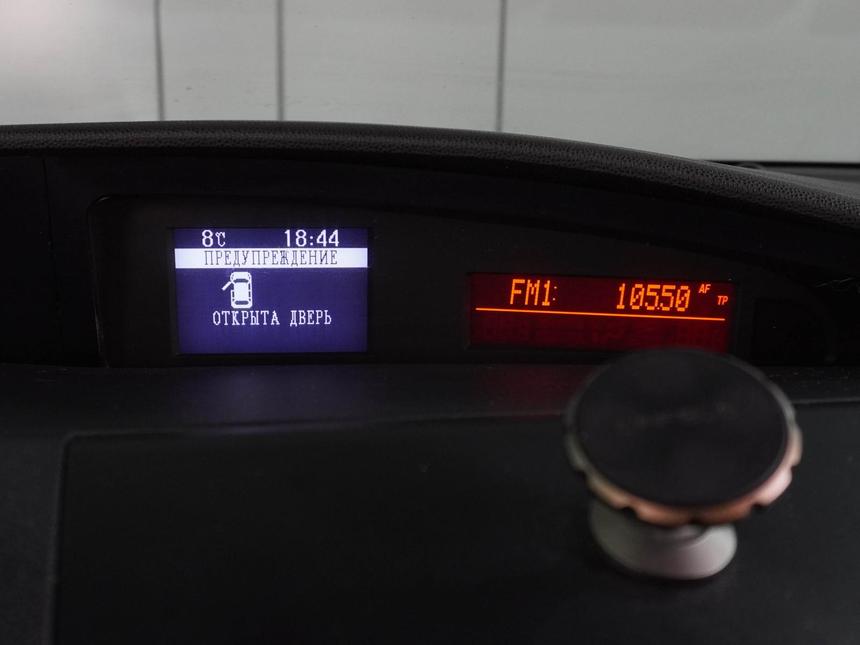 8℃ 18:44
ПРЕДУПРЕЖДЕНИЕ
ОТКРЫТА ДВЕРЬ
FM1: 105.50 AF TP